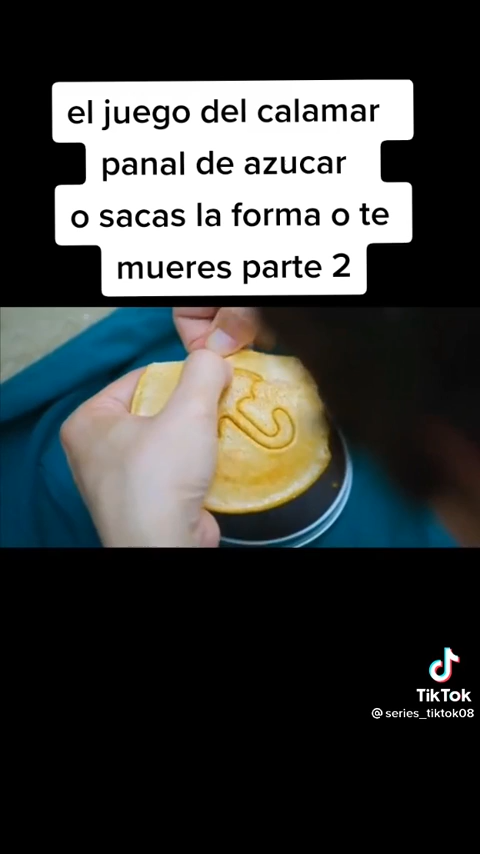 el juego del calamar
panal de azucar
o sacas la forma o te
mueres parte 2
TikTok
@series_tiktok08